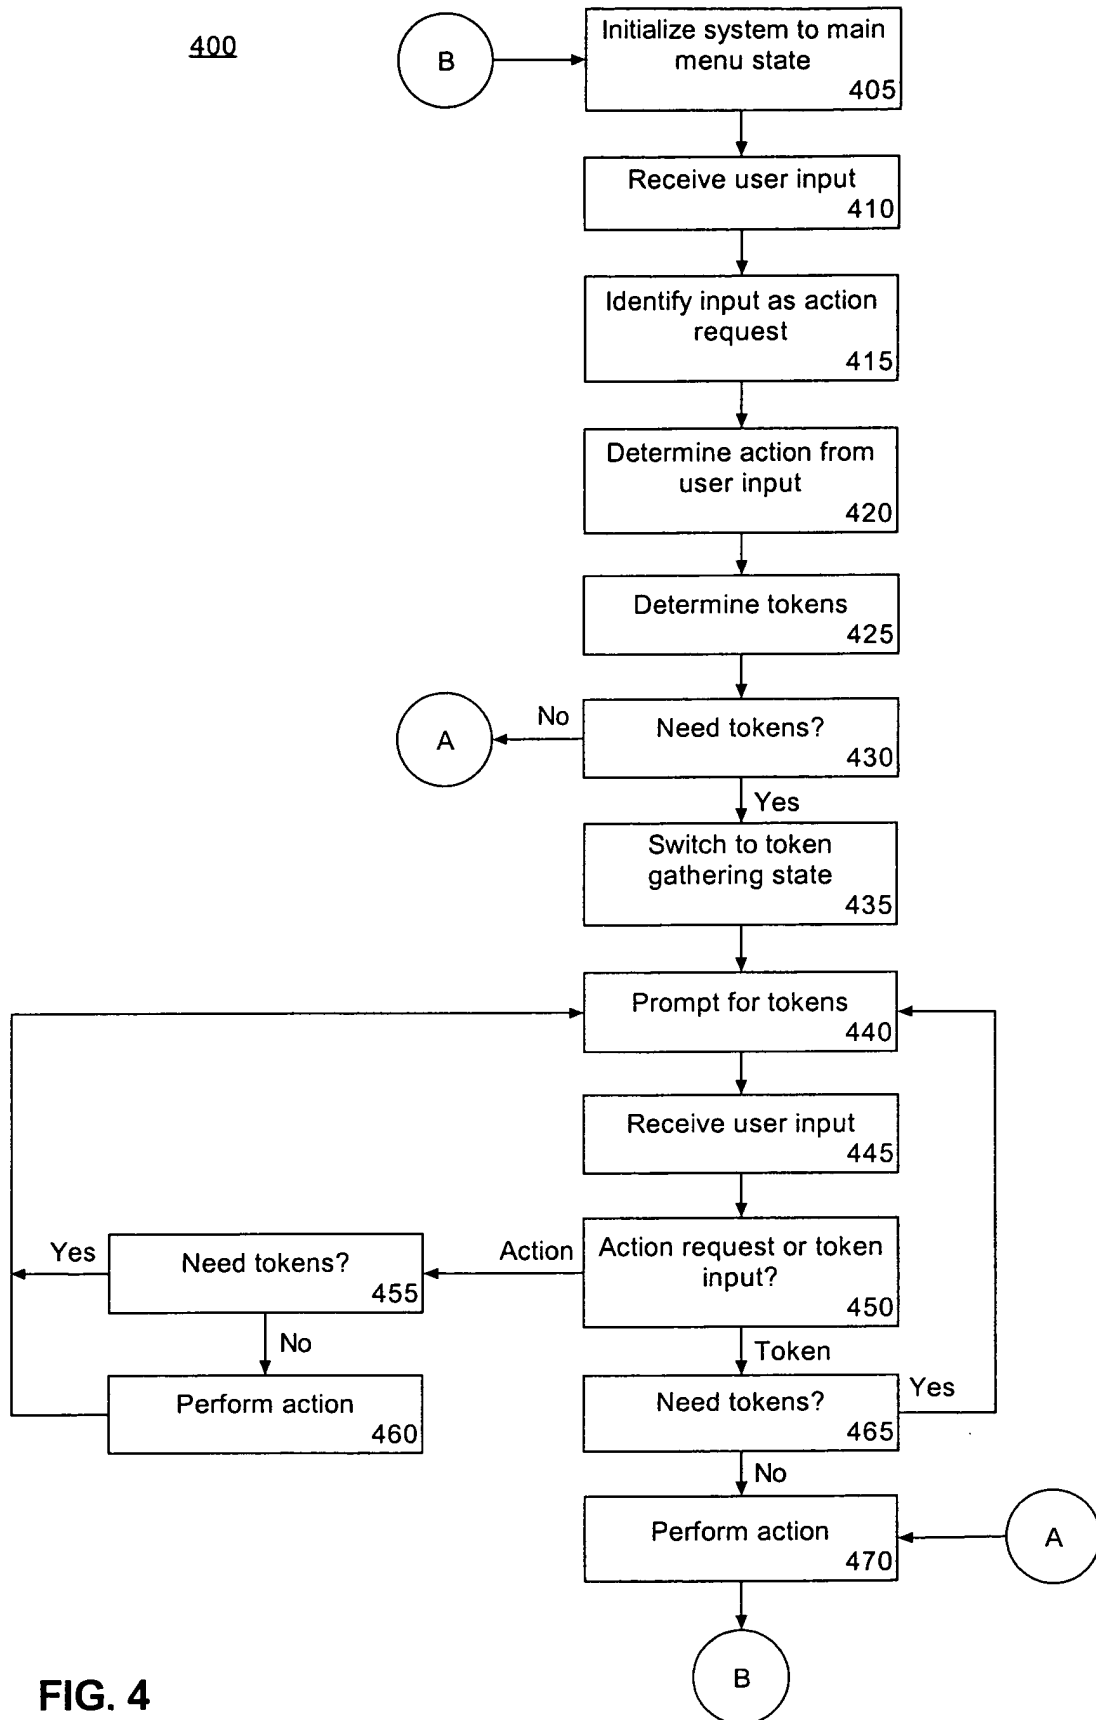 400
B
Initialize system to main
menu state
405
Receive user input
410
Identify input as action
request
415
Determine action from
user input
420
Determine tokens
425
No
A
Need tokens?
430
Yes
Switch to token
gathering state
435
Prompt for tokens
440
Receive user input
445
Yes
Need tokens?
455
Action
Action request or token
input?
450
No
Token
Perform action
460
Need tokens?
465
Yes
No
Perform action
470
A
B
FIG. 4